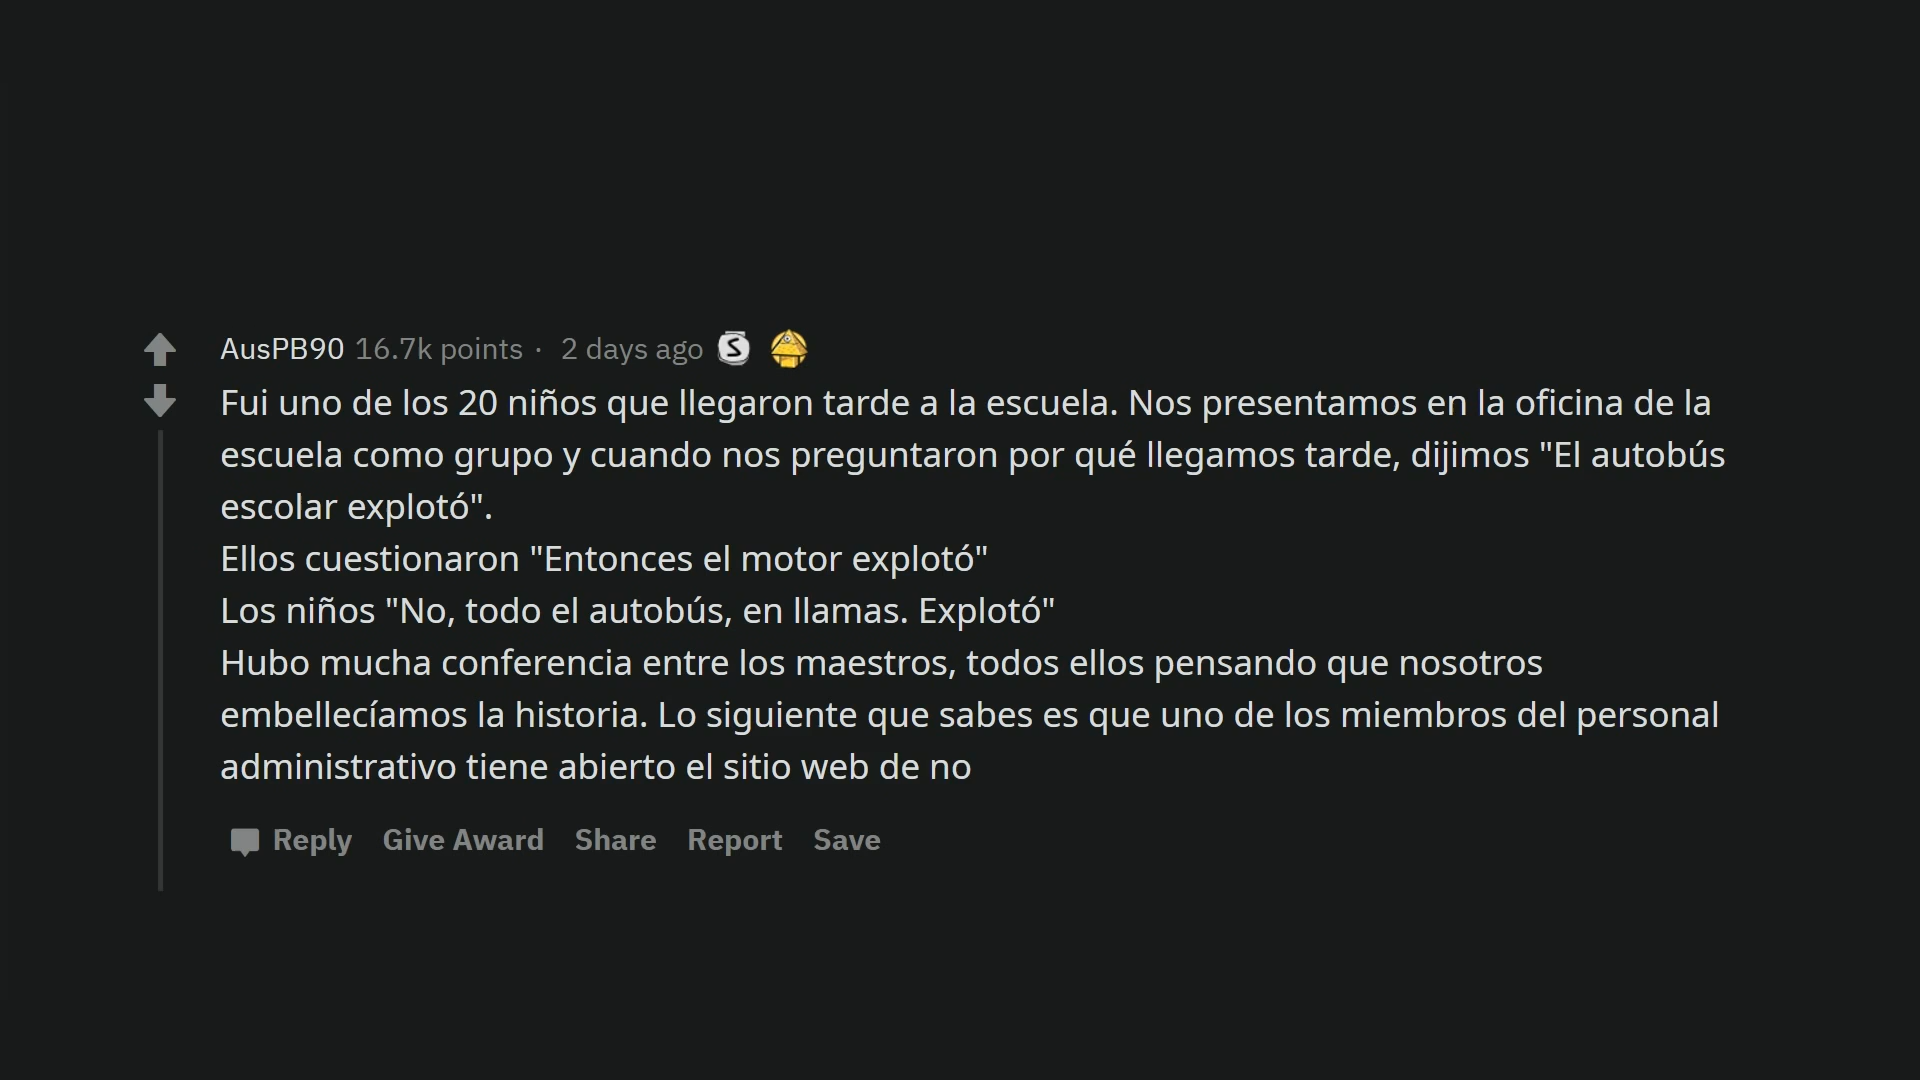 AusPB90 16.7k points · 2 days ago
Fui uno de los 20 niños que llegaron tarde a la escuela. Nos presentamos en la oficina de la
escuela como grupo y cuando nos preguntaron por qué llegamos tarde, dijimos "El autobús
escolar explotó".
Ellos cuestionaron "Entonces el motor explotó"
Los niños "No, todo el autobús, en llamas. Explotó"
Hubo mucha conferencia entre los maestros, todos ellos pensando que nosotros
embellecíamos la historia. Lo siguiente que sabes es que uno de los miembros del personal
administrativo tiene abierto el sitio web de no
Reply Give Award Share Report Save